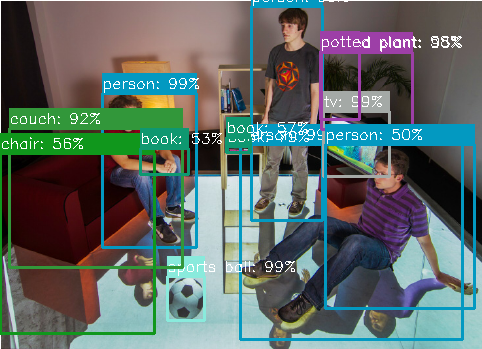 potted plant: 98%
person: 99%
tv: 99%
couch: 92%
book: 57%
person: 50%
chair: 56%
book: 53%
sports ball: 99%